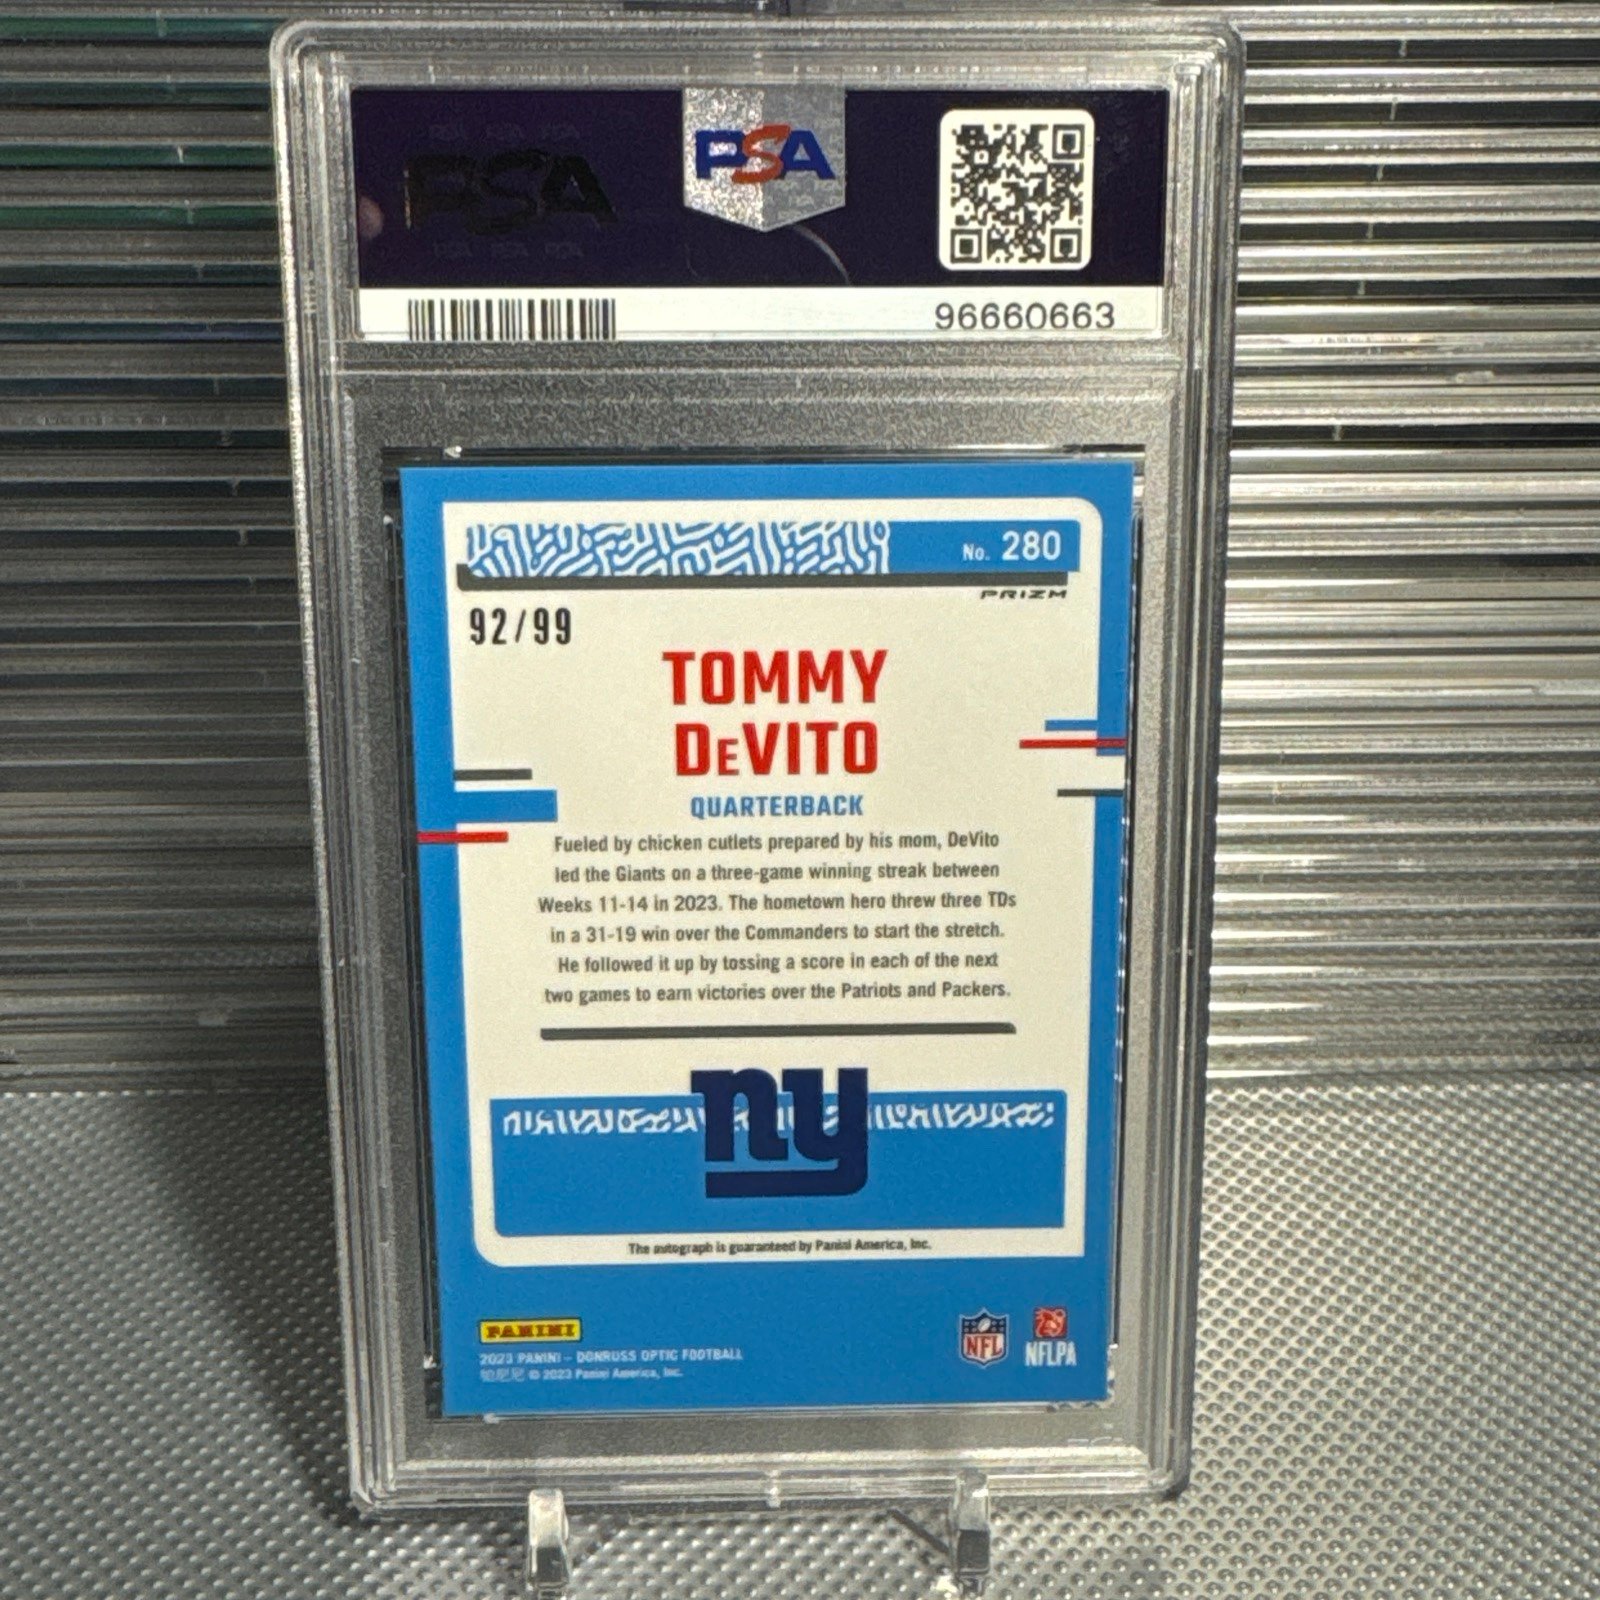 PSA
PSA
96660663
No. 280
PRIZM
92/99
TOMMY
DeVITO
QUARTERBACK
Fueled by chicken cutlets prepared by his mom, DeVito
led the Giants on a three-game winning streak between
Weeks 11-14 in 2023. The hometown hero threw three TDs
in a 31-19 win over the Commanders to start the stretch.
He followed it up by tossing a score in each of the next
two games to earn victories over the Patriots and Packers.
ny
The autograph is guaranteed by Panini America, Inc.
PANINI
NFL
NFLPA
2023 PANINI – DONRUSS OPTIC FOOTBALL
帕尼尼 © 2023 Panini America, Inc.